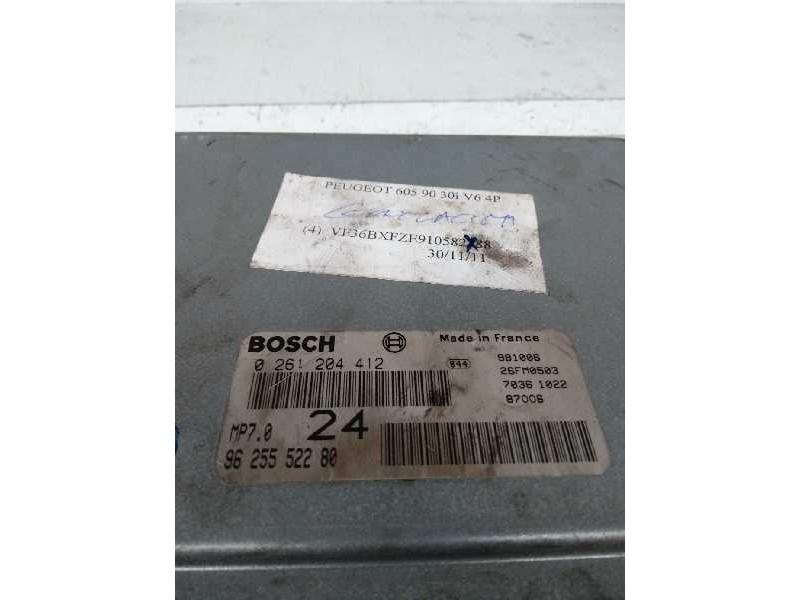 PEUGEOT 605 90 30i V6 4P
(4) VF36BXFZF910582 88
30/11/11
BOSCH Made in France
0 261 204 412 844 981006
26FM0503
7036 1022
8700S
MP7.0 24
96 255 522 80